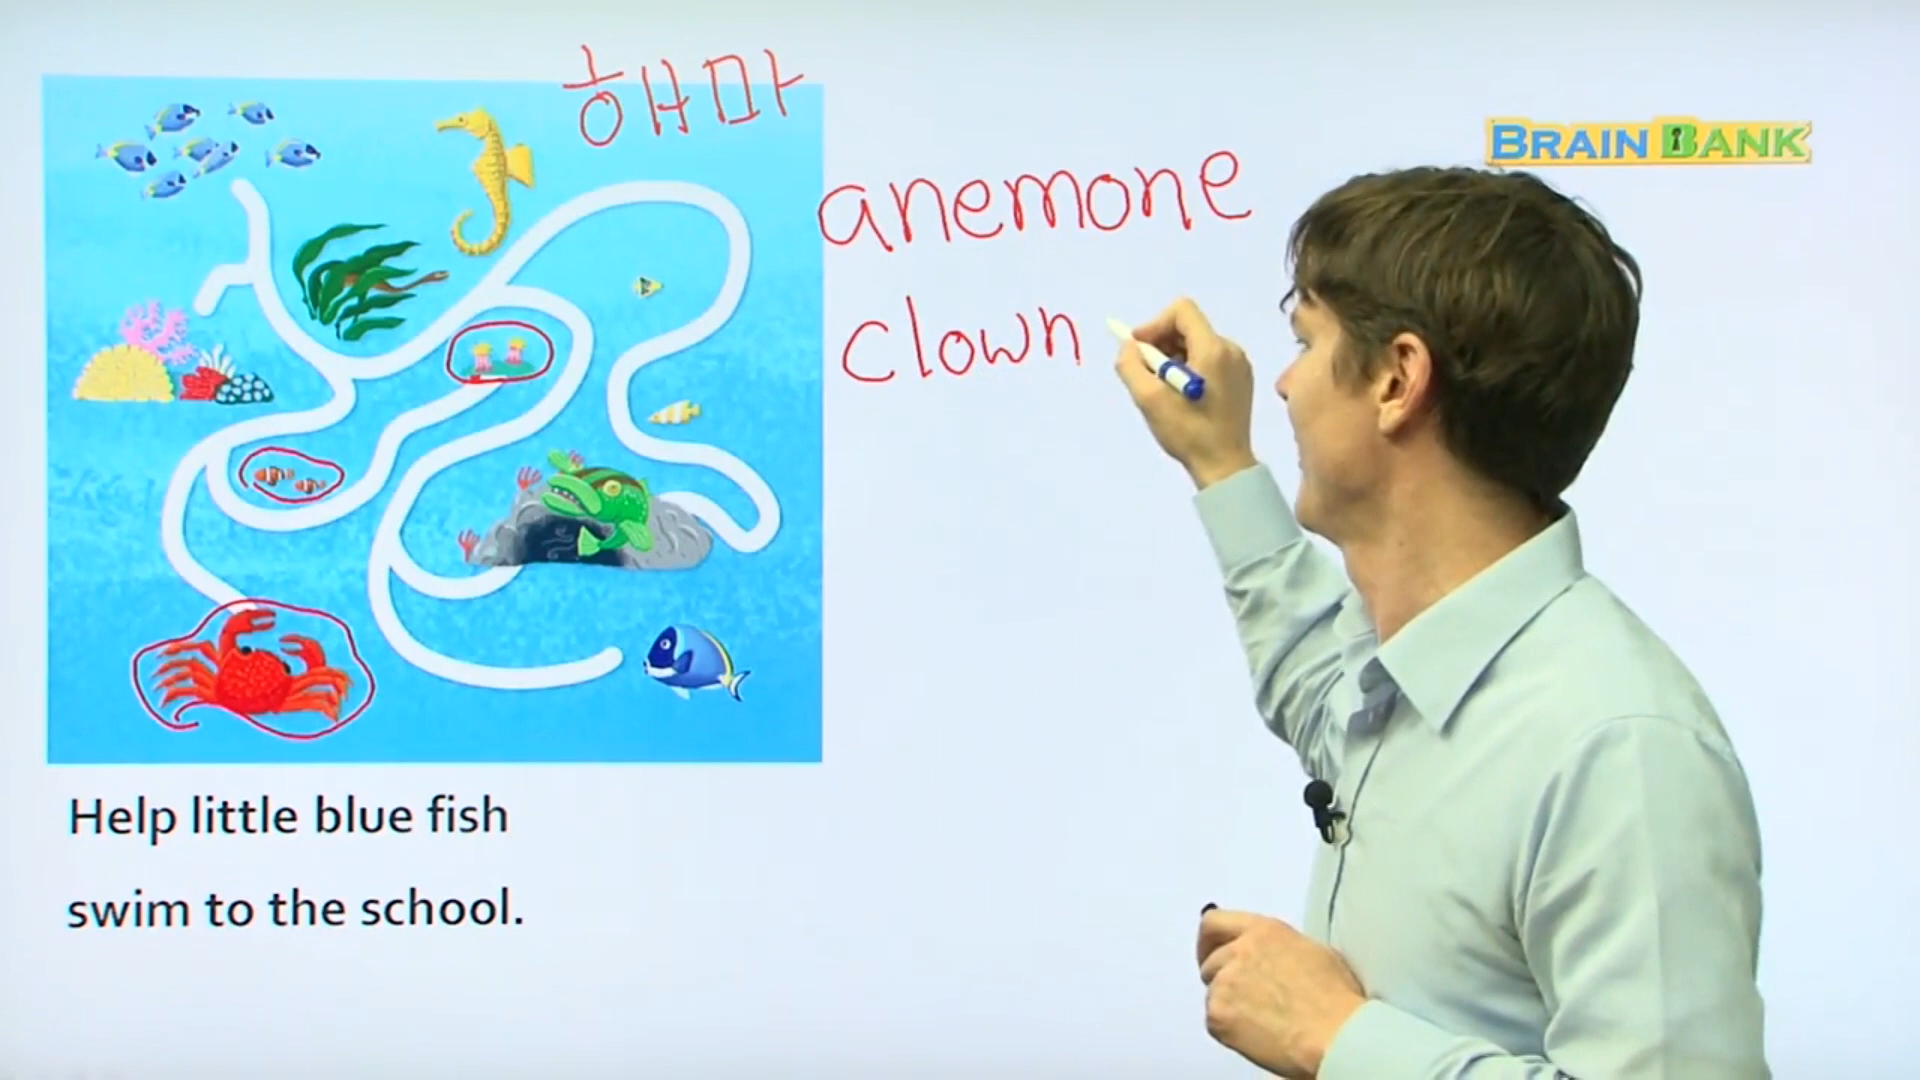 해마
BRAIN BANK
anemone
clown
Help little blue fish
swim to the school.